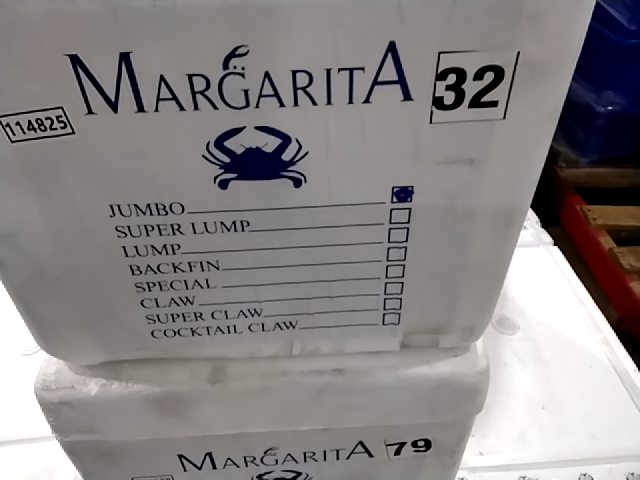 MARGARITA 32
114825
JUMBO
SUPER LUMP
LUMP
BACKFIN
SPECIAL
CLAW
SUPER CLAW
COCKTAIL CLAW
MARGARITA 79